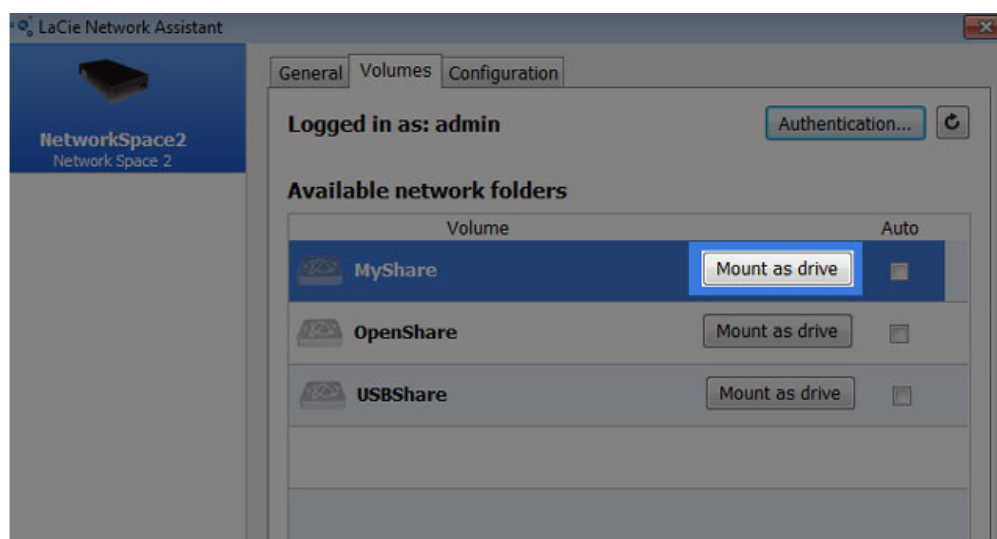 LaCie Network Assistant
NetworkSpace2
Network Space 2
General Volumes Configuration
Logged in as: admin Authentication...
Available network folders
Volume Auto
MyShare Mount as drive
OpenShare Mount as drive
USBShare Mount as drive